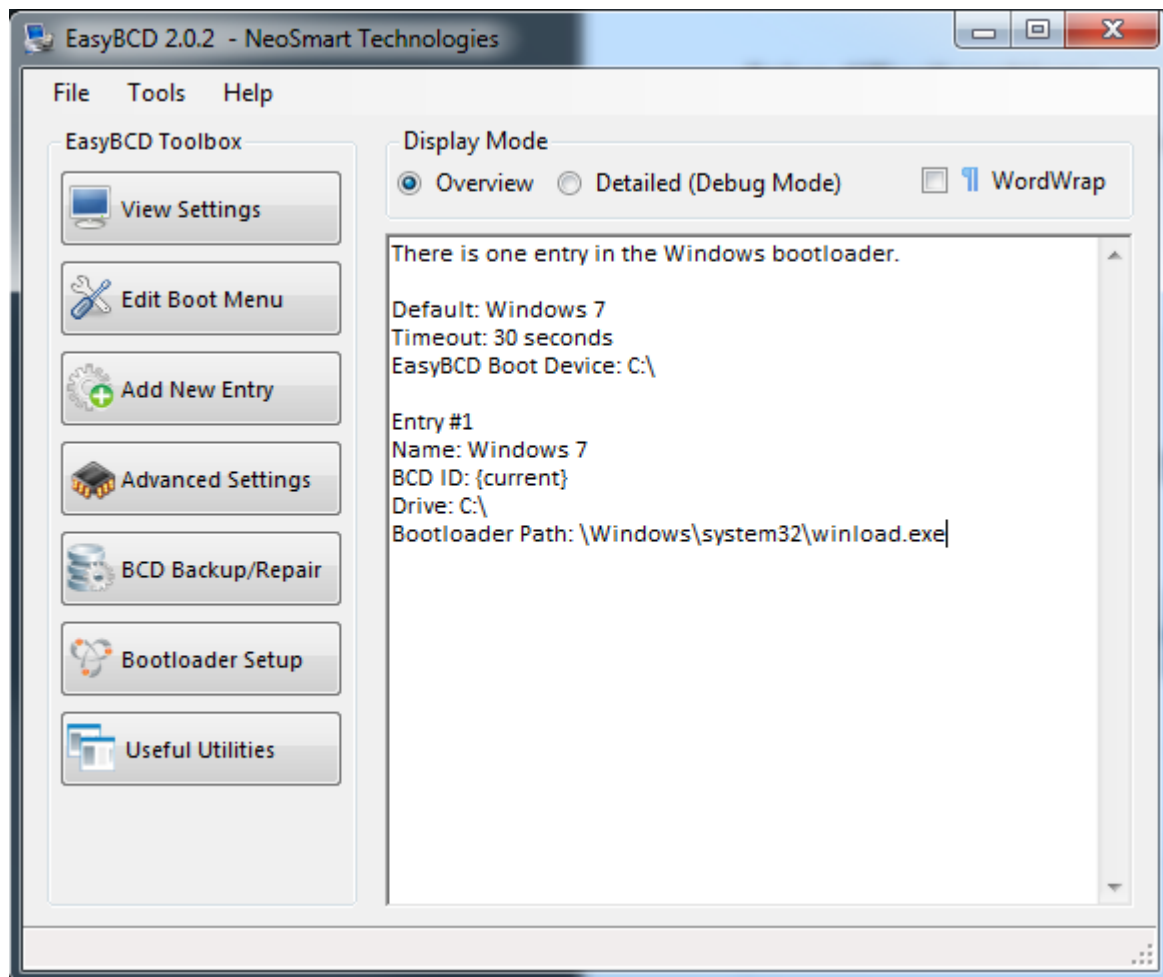 EasyBCD 2.0.2 - NeoSmart Technologies
File Tools Help
EasyBCD Toolbox
View Settings
Edit Boot Menu
Add New Entry
Advanced Settings
BCD Backup/Repair
Bootloader Setup
Useful Utilities
Display Mode
Overview Detailed (Debug Mode) ¶ WordWrap
There is one entry in the Windows bootloader.
Default: Windows 7
Timeout: 30 seconds
EasyBCD Boot Device: C:\
Entry #1
Name: Windows 7
BCD ID: {current}
Drive: C:\
Bootloader Path: \Windows\system32\winload.exe